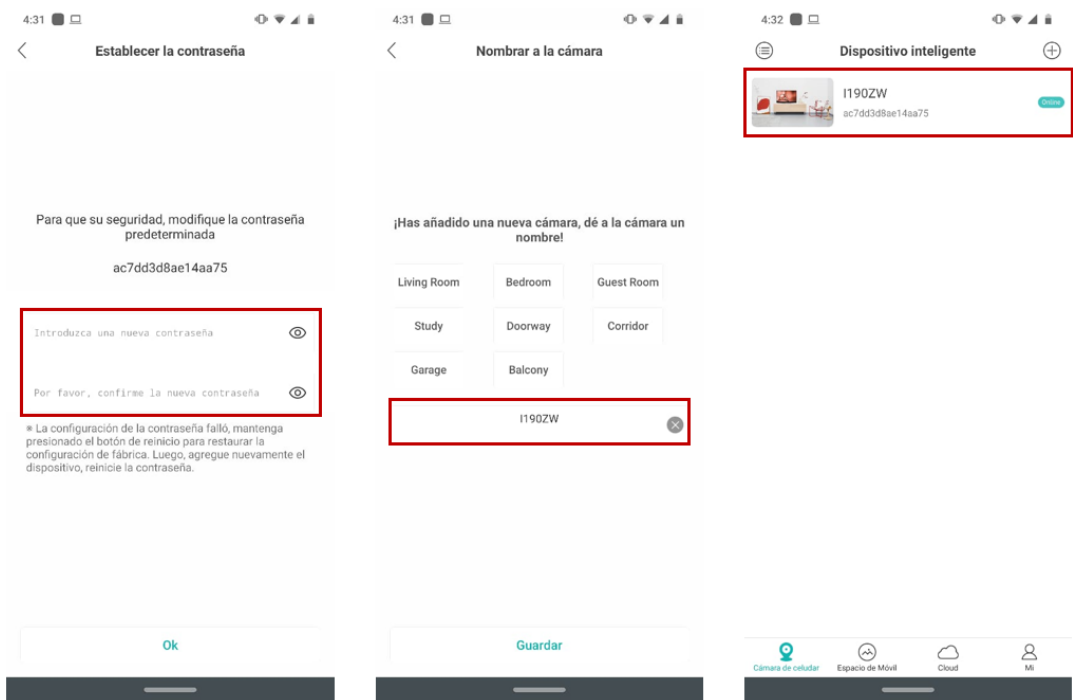 4:31
Establecer la contraseña
Para que su seguridad, modifique la contraseña
predeterminada
ac7dd3d8ae14aa75
Introduzca una nueva contraseña
Por favor, confirme la nueva contraseña
* La configuración de la contraseña falló, mantenga
presionado el botón de reinicio para restaurar la
configuración de fábrica. Luego, agregue nuevamente el
dispositivo, reinicie la contraseña.
Ok
4:31
Nombrar a la cámara
¡Has añadido una nueva cámara, dé a la cámara un
nombre!
Living Room Bedroom Guest Room
Study Doorway Corridor
Garage Balcony
I190ZW
Guardar
4:32
Dispositivo inteligente
I190ZW
ac7dd3d8ae14aa75
Online
Cámara de celudar Espacio de Móvil Cloud Mi